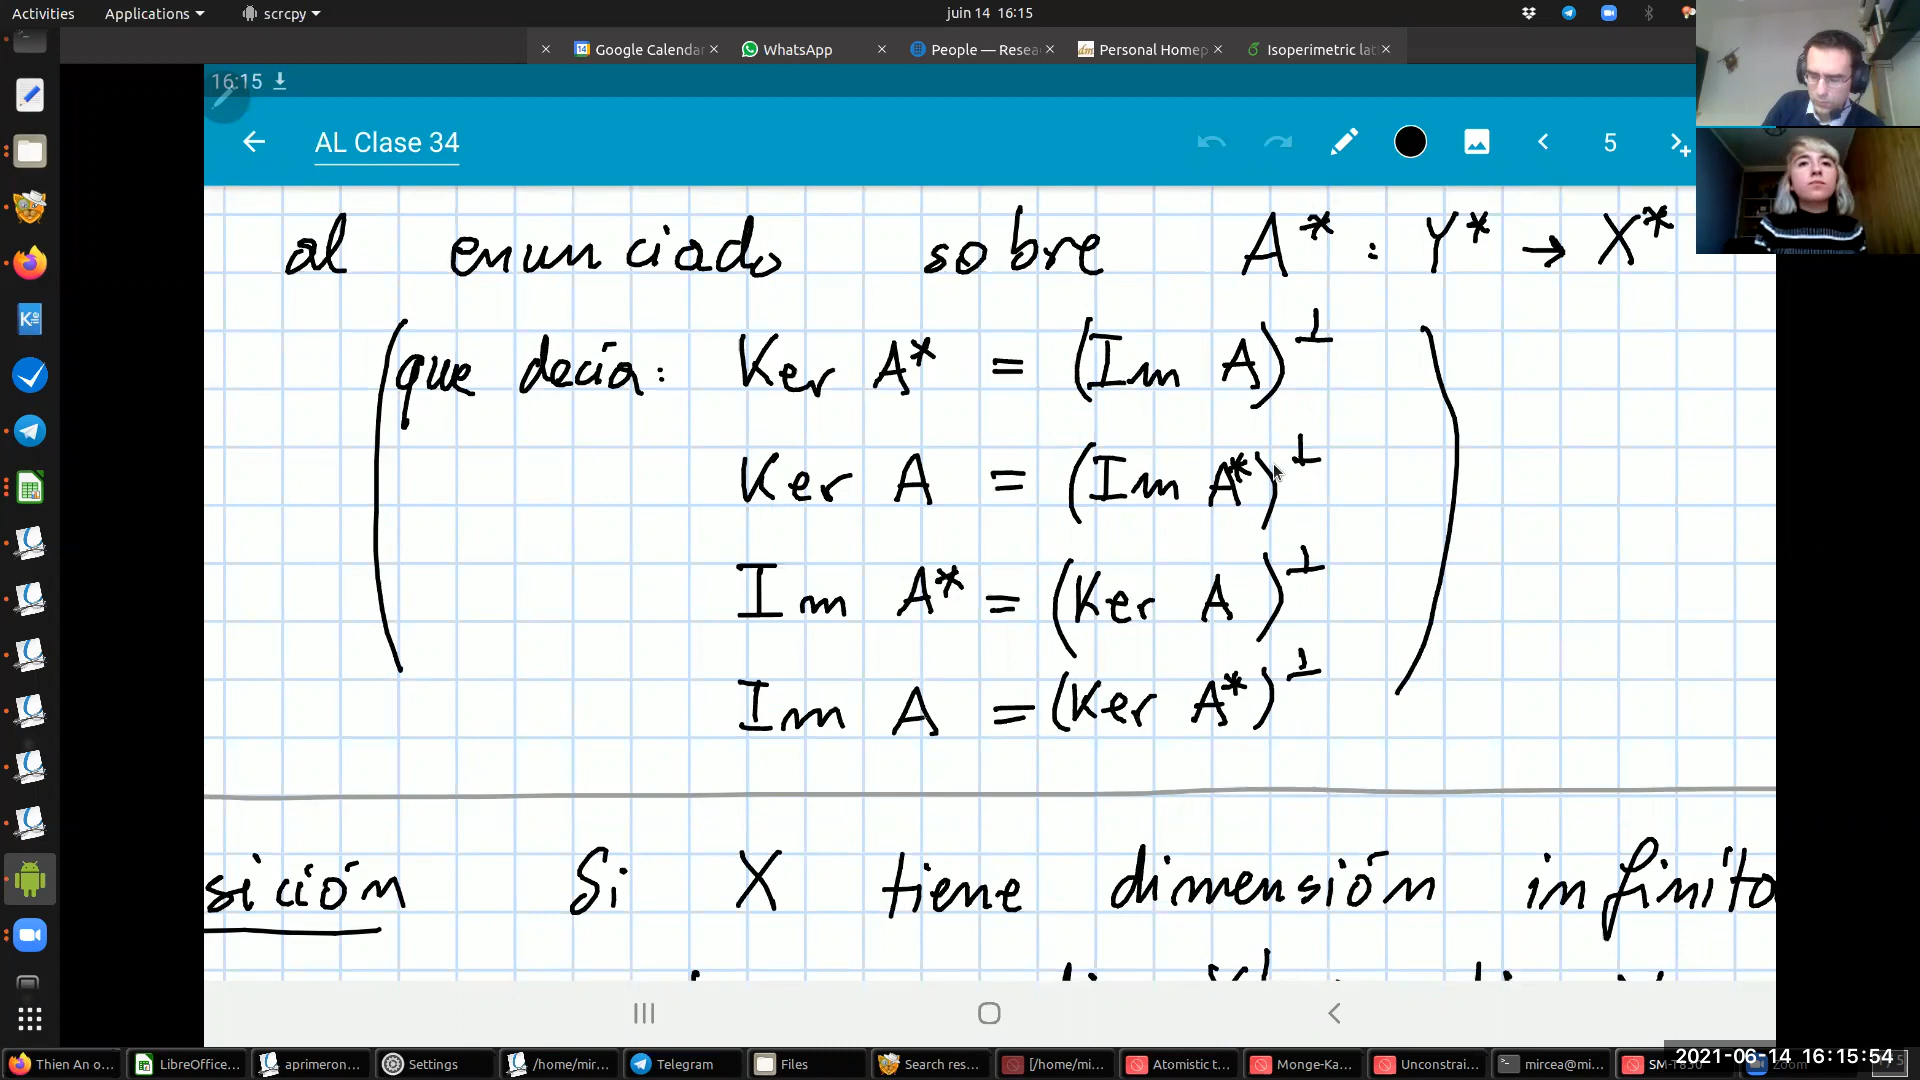 Activities Applications scrcpy juin 14 16:15
Google Calendar WhatsApp People — Resea Personal Homep Isoperimetric lat
16:15
AL Clase 34 5
al enunciado sobre A* : Y* → X*
(que decía: Ker A* = (Im A)⊥
Ker A = (Im A*)⊥
Im A* = (Ker A)⊥
Im A = (Ker A*)⊥ )
sición Si X tiene dimensión infinita
Thien An o... LibreOffice... aprimeron... Settings /home/mir... Telegram Files Search res... [/home/mi... Atomistic t... Monge-Ka... Unconstrai... mircea@mi... SM-T830 Zoom
2021-06-14 16:15:54